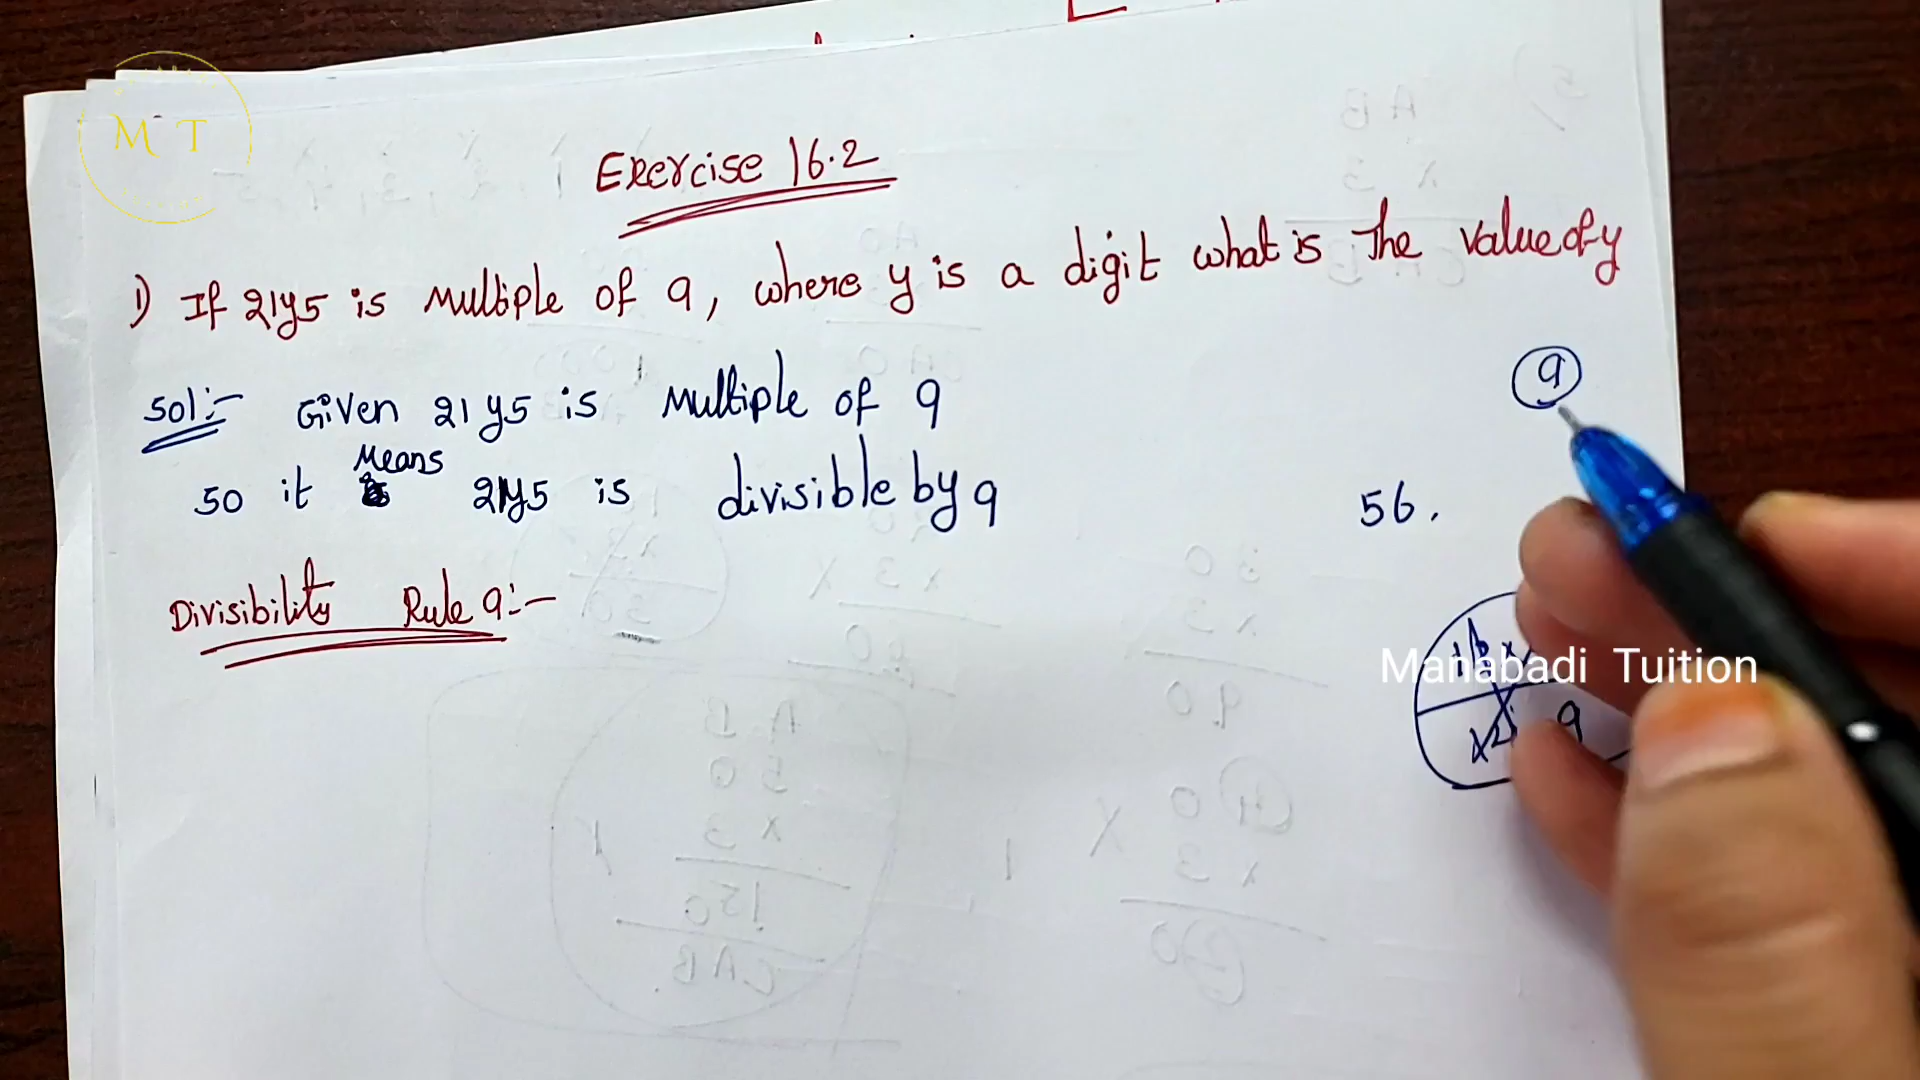 M T
Exercise 16.2
1) If 21y5 is multiple of 9, where y is a digit what is The value of y
Sol:- Given 21y5 is multiple of 9
Means
so it 21y5 is divisible by 9
9
56.
Divisibility Rule 9:-
Manabadi Tuition
9